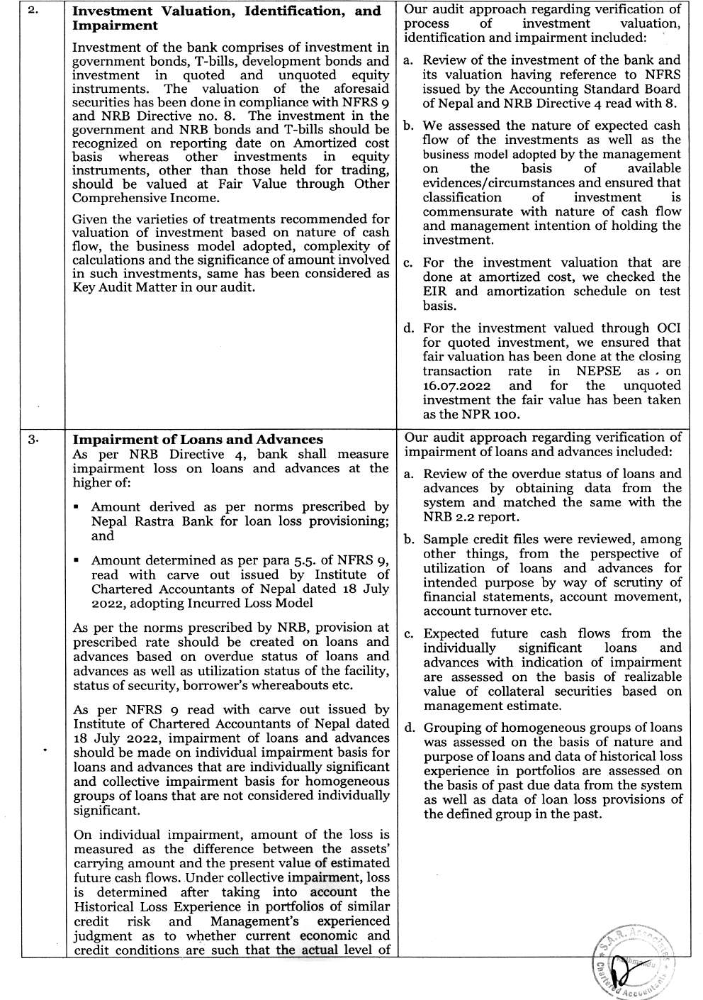 2.
Investment Valuation, Identification, and
Impairment
Investment of the bank comprises of investment in
government bonds, T-bills, development bonds and
investment in quoted and unquoted equity
instruments. The valuation of the aforesaid
securities has been done in compliance with NFRS 9
and NRB Directive no. 8. The investment in the
government and NRB bonds and T-bills should be
recognized on reporting date on Amortized cost
basis whereas other investments in equity
instruments, other than those held for trading,
should be valued at Fair Value through Other
Comprehensive Income.
Given the varieties of treatments recommended for
valuation of investment based on nature of cash
flow, the business model adopted, complexity of
calculations and the significance of amount involved
in such investments, same has been considered as
Key Audit Matter in our audit.
Our audit approach regarding verification of
process of investment valuation,
identification and impairment included:
a. Review of the investment of the bank and
its valuation having reference to NFRS
issued by the Accounting Standard Board
of Nepal and NRB Directive 4 read with 8.
b. We assessed the nature of expected cash
flow of the investments as well as the
business model adopted by the management
on the basis of available
evidences/circumstances and ensured that
classification of investment is
commensurate with nature of cash flow
and management intention of holding the
investment.
c. For the investment valuation that are
done at amortized cost, we checked the
EIR and amortization schedule on test
basis.
d. For the investment valued through OCI
for quoted investment, we ensured that
fair valuation has been done at the closing
transaction rate in NEPSE as on
16.07.2022 and for the unquoted
investment the fair value has been taken
as the NPR 100.
3.
Impairment of Loans and Advances
As per NRB Directive 4, bank shall measure
impairment loss on loans and advances at the
higher of:
▪ Amount derived as per norms prescribed by
Nepal Rastra Bank for loan loss provisioning;
and
▪ Amount determined as per para 5.5. of NFRS 9,
read with carve out issued by Institute of
Chartered Accountants of Nepal dated 18 July
2022, adopting Incurred Loss Model
As per the norms prescribed by NRB, provision at
prescribed rate should be created on loans and
advances based on overdue status of loans and
advances as well as utilization status of the facility,
status of security, borrower's whereabouts etc.
As per NFRS 9 read with carve out issued by
Institute of Chartered Accountants of Nepal dated
18 July 2022, impairment of loans and advances
should be made on individual impairment basis for
loans and advances that are individually significant
and collective impairment basis for homogeneous
groups of loans that are not considered individually
significant.
On individual impairment, amount of the loss is
measured as the difference between the assets'
carrying amount and the present value of estimated
future cash flows. Under collective impairment, loss
is determined after taking into account the
Historical Loss Experience in portfolios of similar
credit risk and Management's experienced
judgment as to whether current economic and
credit conditions are such that the actual level of
Our audit approach regarding verification of
impairment of loans and advances included:
a. Review of the overdue status of loans and
advances by obtaining data from the
system and matched the same with the
NRB 2.2 report.
b. Sample credit files were reviewed, among
other things, from the perspective of
utilization of loans and advances for
intended purpose by way of scrutiny of
financial statements, account movement,
account turnover etc.
c. Expected future cash flows from the
individually significant loans and
advances with indication of impairment
are assessed on the basis of realizable
value of collateral securities based on
management estimate.
d. Grouping of homogeneous groups of loans
was assessed on the basis of nature and
purpose of loans and data of historical loss
experience in portfolios are assessed on
the basis of past due data from the system
as well as data of loan loss provisions of
the defined group in the past.
S.A.R. Associates
Kathmandu
Chartered Accountants